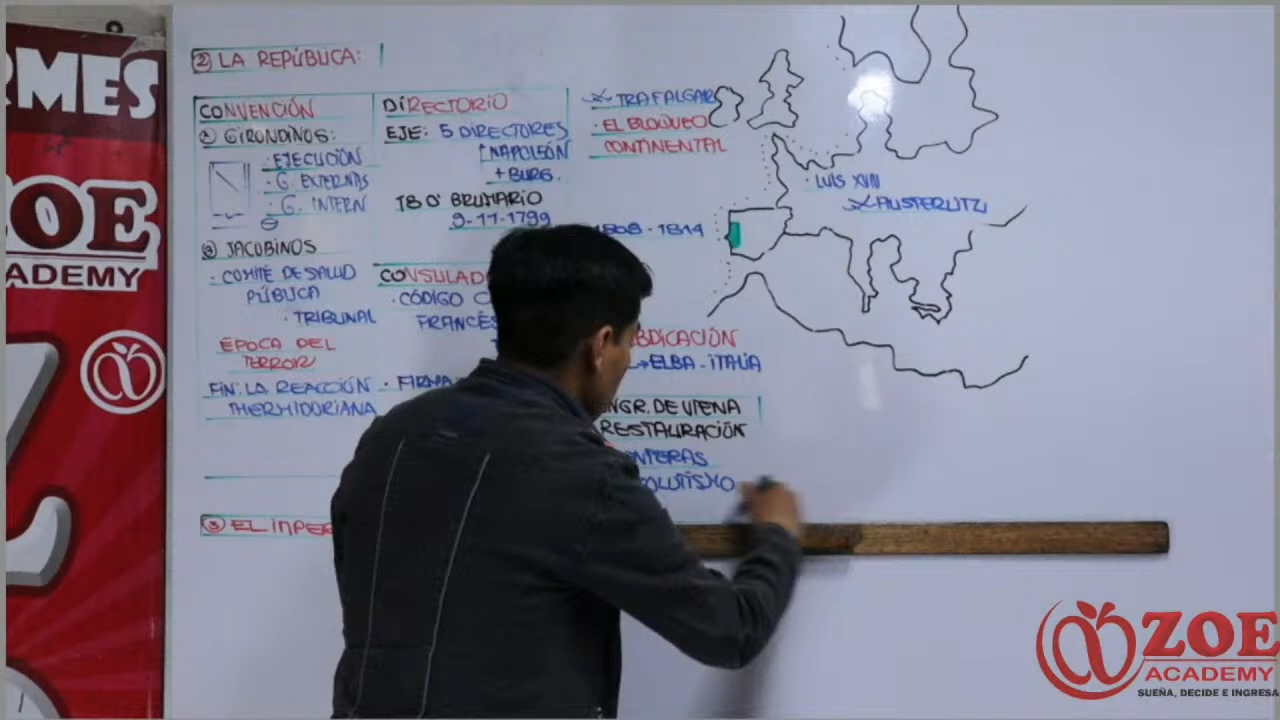 RMES
ZOE
ADEMY
② LA REPÚBLICA:
CONVENCIÓN
① GIRONDINOS:
· EJECUCIÓN
· G. EXTERNAS
· G. INTERN
② JACOBINOS
· COMITÉ DE SALUD
PÚBLICA
· TRIBUNAL
ÉPOCA DEL
TERROR
FIN: LA REACCIÓN
THERMIDORIANA
③ EL IMPER
DIRECTORIO
EJE: 5 DIRECTORES
NAPOLEÓN
+ BURG.
18 O' BRUMARIO
9-11-1799
CONSULAD
· CÓDIGO C
FRANCÉS
· FIRMA
TRAFALGAR
· EL BLOQUEO
CONTINENTAL
1808 - 1814
BDICACIÓN
→ ELBA - ITALIA
NGR. DE VIENA
RESTAURACIÓN
NTERAS
OLUTISMO
· LUIS XVIII
AUSTERLITZ
ZOE
ACADEMY
SUEÑA, DECIDE E INGRESA